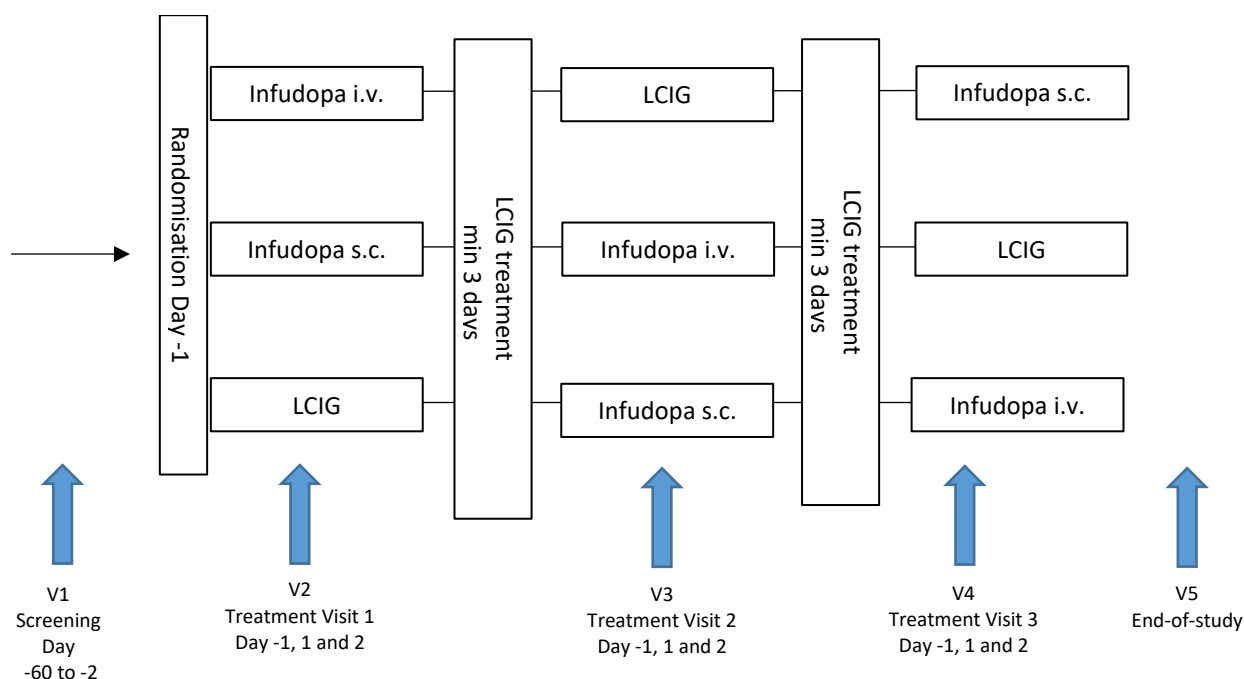 Randomisation Day -1
Infudopa i.v.
Infudopa s.c.
LCIG
LCIG treatment
min 3 days
LCIG
Infudopa i.v.
Infudopa s.c.
LCIG treatment
min 3 days
Infudopa s.c.
LCIG
Infudopa i.v.
V1
Screening
Day
-60 to -2
V2
Treatment Visit 1
Day -1, 1 and 2
V3
Treatment Visit 2
Day -1, 1 and 2
V4
Treatment Visit 3
Day -1, 1 and 2
V5
End-of-study